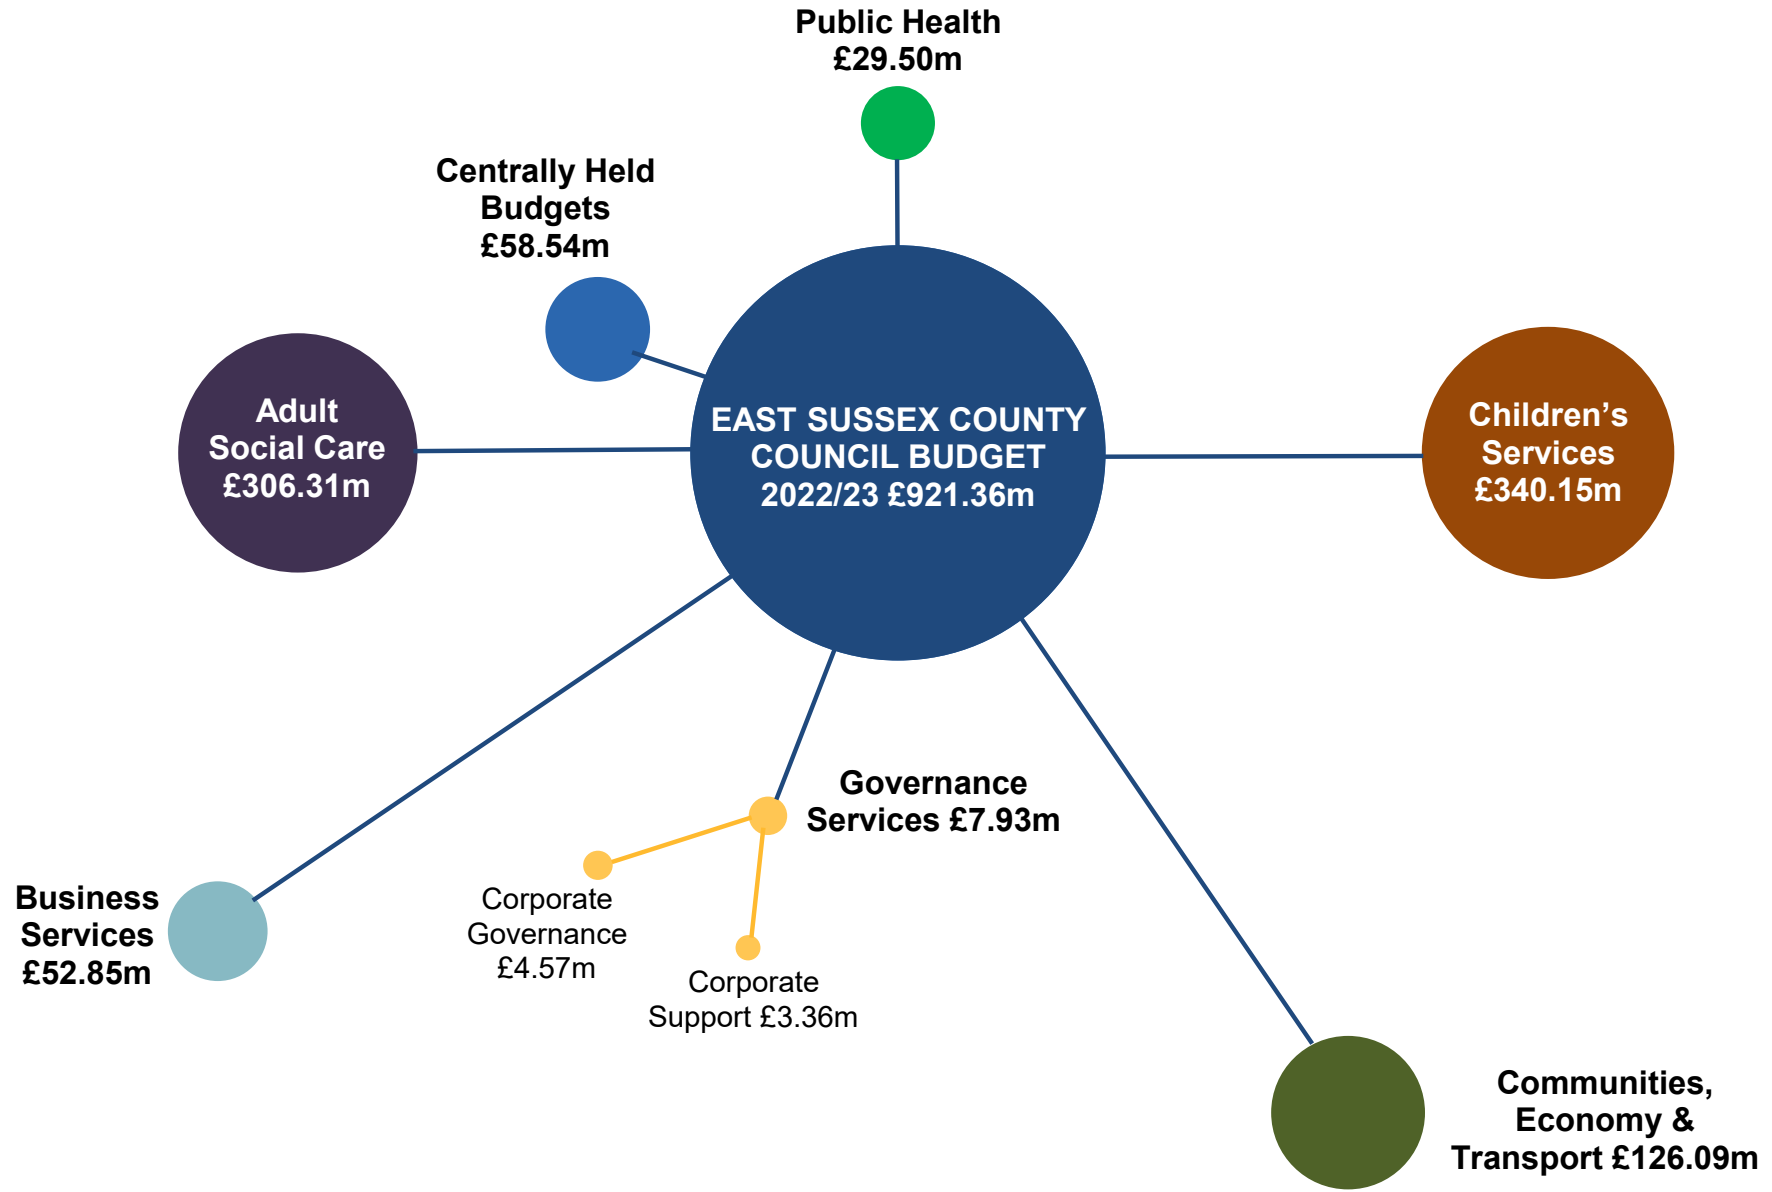 Public Health
£29.50m
Centrally Held
Budgets
£58.54m
Adult
Social Care
£306.31m
EAST SUSSEX COUNTY
COUNCIL BUDGET
2022/23 £921.36m
Children’s
Services
£340.15m
Governance
Services £7.93m
Business
Services
£52.85m
Corporate
Governance
£4.57m
Corporate
Support £3.36m
Communities,
Economy &
Transport £126.09m